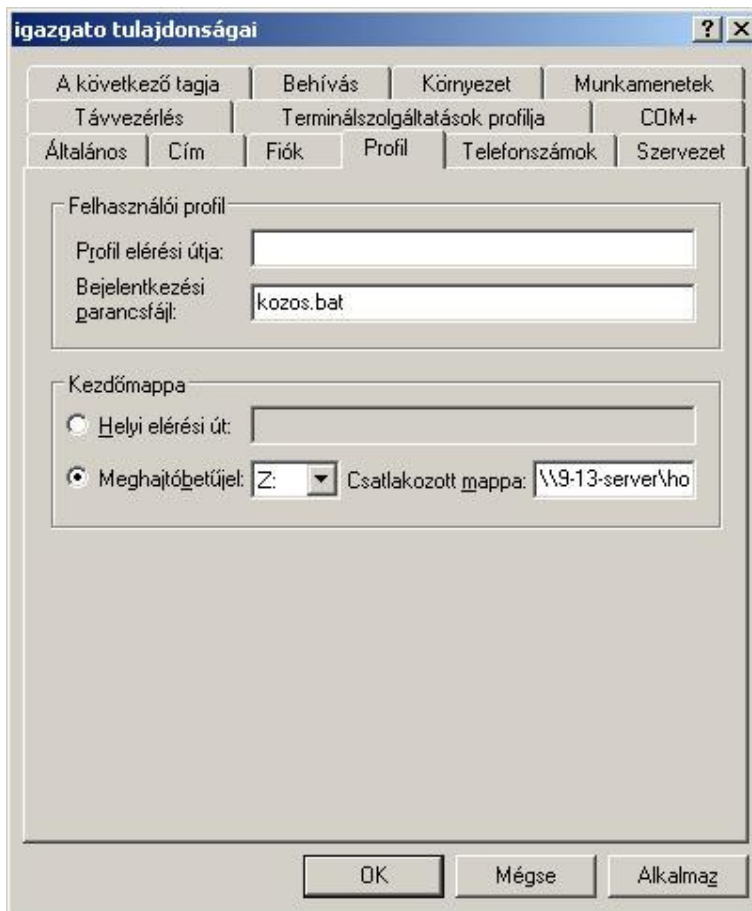 igazgato tulajdonságai
A következő tagja Behívás Környezet Munkamenetek
Távvezérlés Terminálszolgáltatások profilja COM+
Általános Cím Fiók Profil Telefonszámok Szervezet
Felhasználói profil
Profil elérési útja:
Bejelentkezési
parancsfájl: kozos.bat
Kezdőmappa
Helyi elérési út:
Meghajtóbetűjel: Z: Csatlakozott mappa: \\9-13-server\ho
OK Mégse Alkalmaz